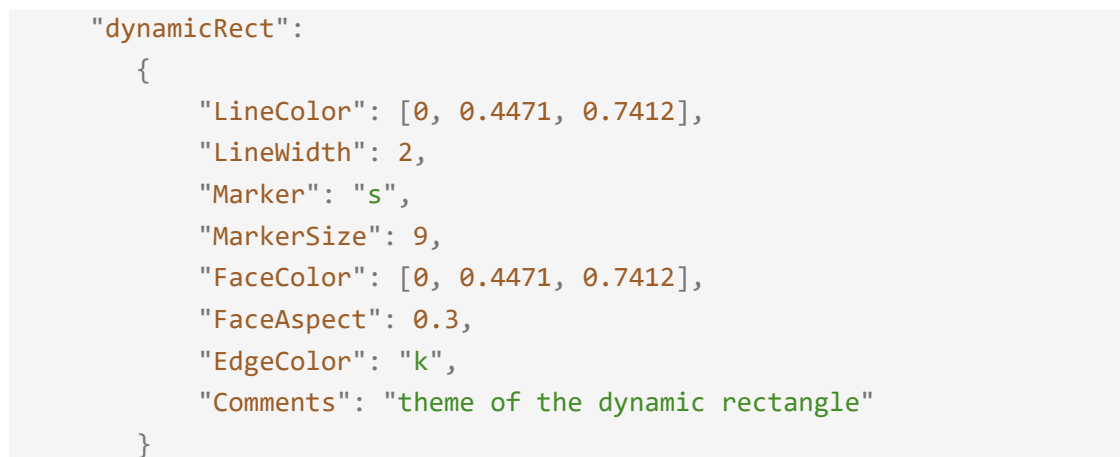 "dynamicRect":
{
"LineColor": [0, 0.4471, 0.7412],
"LineWidth": 2,
"Marker": "s",
"MarkerSize": 9,
"FaceColor": [0, 0.4471, 0.7412],
"FaceAspect": 0.3,
"EdgeColor": "k",
"Comments": "theme of the dynamic rectangle"
}